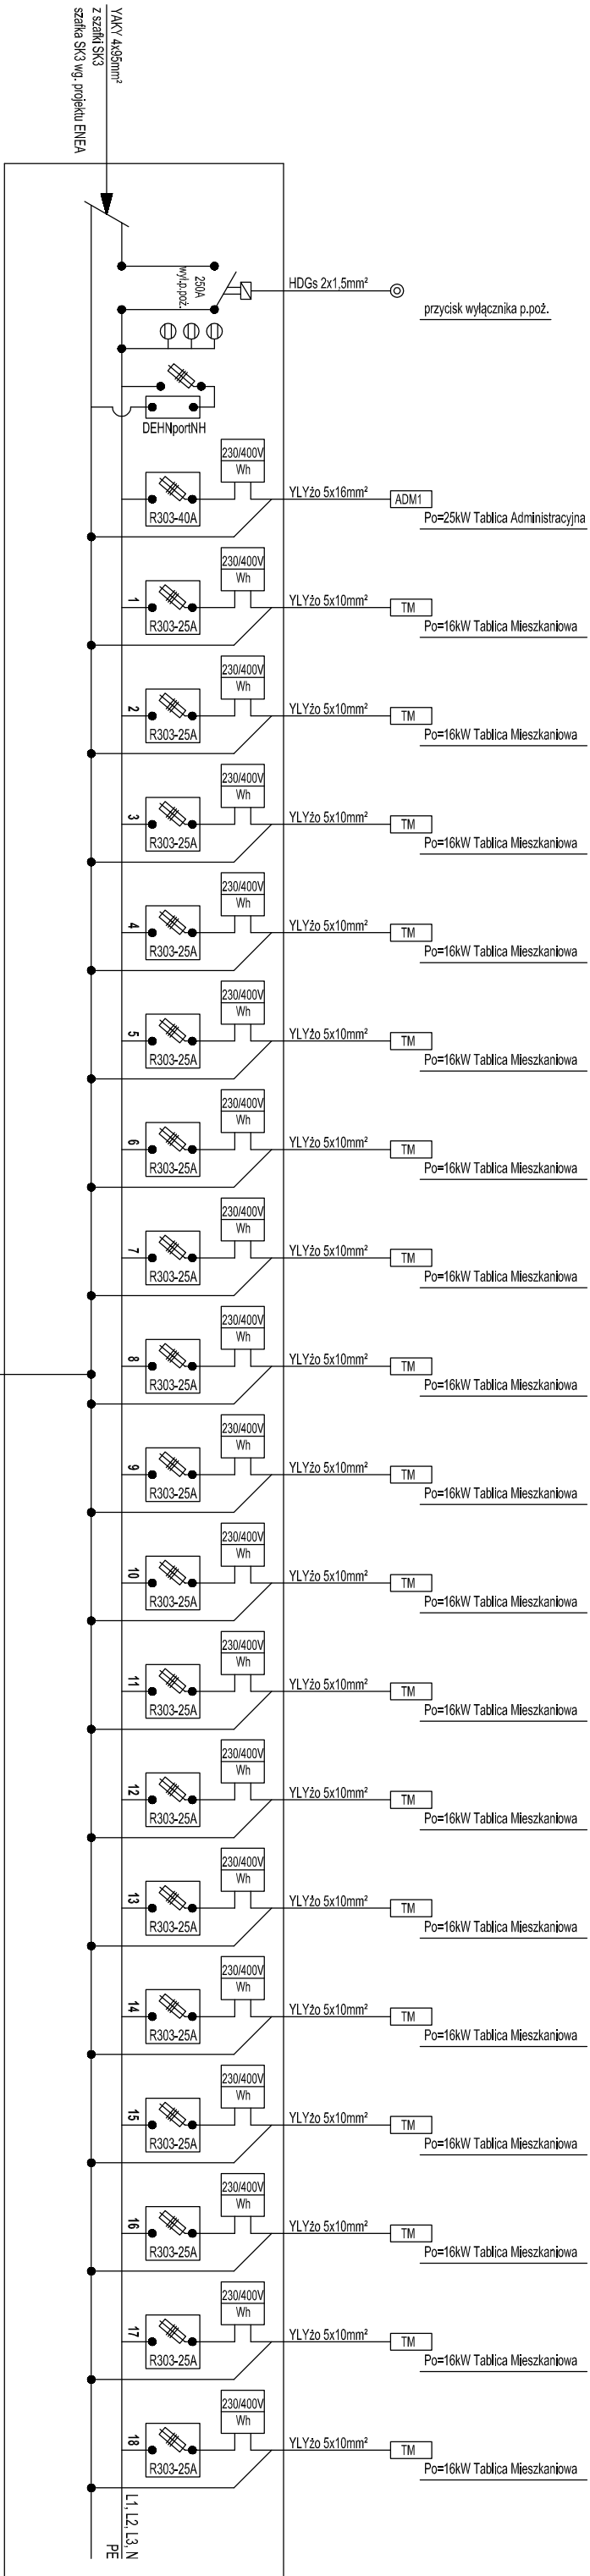 YAKY 4x95mm²
z szafki SK3
szafka SK3 wg. projektu ENEA
250A
wył.p.poż.
HDGs 2x1,5mm²
przycisk wyłącznika p.poż.
DEHNportNH
230/400V
Wh
R303-40A
YLYżo 5x16mm²
ADM1
Po=25kW Tablica Administracyjna
1
230/400V
Wh
R303-25A
YLYżo 5x10mm²
TM
Po=16kW Tablica Mieszkaniowa
2
230/400V
Wh
R303-25A
YLYżo 5x10mm²
TM
Po=16kW Tablica Mieszkaniowa
3
230/400V
Wh
R303-25A
YLYżo 5x10mm²
TM
Po=16kW Tablica Mieszkaniowa
4
230/400V
Wh
R303-25A
YLYżo 5x10mm²
TM
Po=16kW Tablica Mieszkaniowa
5
230/400V
Wh
R303-25A
YLYżo 5x10mm²
TM
Po=16kW Tablica Mieszkaniowa
6
230/400V
Wh
R303-25A
YLYżo 5x10mm²
TM
Po=16kW Tablica Mieszkaniowa
7
230/400V
Wh
R303-25A
YLYżo 5x10mm²
TM
Po=16kW Tablica Mieszkaniowa
8
230/400V
Wh
R303-25A
YLYżo 5x10mm²
TM
Po=16kW Tablica Mieszkaniowa
9
230/400V
Wh
R303-25A
YLYżo 5x10mm²
TM
Po=16kW Tablica Mieszkaniowa
10
230/400V
Wh
R303-25A
YLYżo 5x10mm²
TM
Po=16kW Tablica Mieszkaniowa
11
230/400V
Wh
R303-25A
YLYżo 5x10mm²
TM
Po=16kW Tablica Mieszkaniowa
12
230/400V
Wh
R303-25A
YLYżo 5x10mm²
TM
Po=16kW Tablica Mieszkaniowa
13
230/400V
Wh
R303-25A
YLYżo 5x10mm²
TM
Po=16kW Tablica Mieszkaniowa
14
230/400V
Wh
R303-25A
YLYżo 5x10mm²
TM
Po=16kW Tablica Mieszkaniowa
15
230/400V
Wh
R303-25A
YLYżo 5x10mm²
TM
Po=16kW Tablica Mieszkaniowa
16
230/400V
Wh
R303-25A
YLYżo 5x10mm²
TM
Po=16kW Tablica Mieszkaniowa
17
230/400V
Wh
R303-25A
YLYżo 5x10mm²
TM
Po=16kW Tablica Mieszkaniowa
18
230/400V
Wh
R303-25A
YLYżo 5x10mm²
TM
Po=16kW Tablica Mieszkaniowa
L1, L2, L3, N
PE